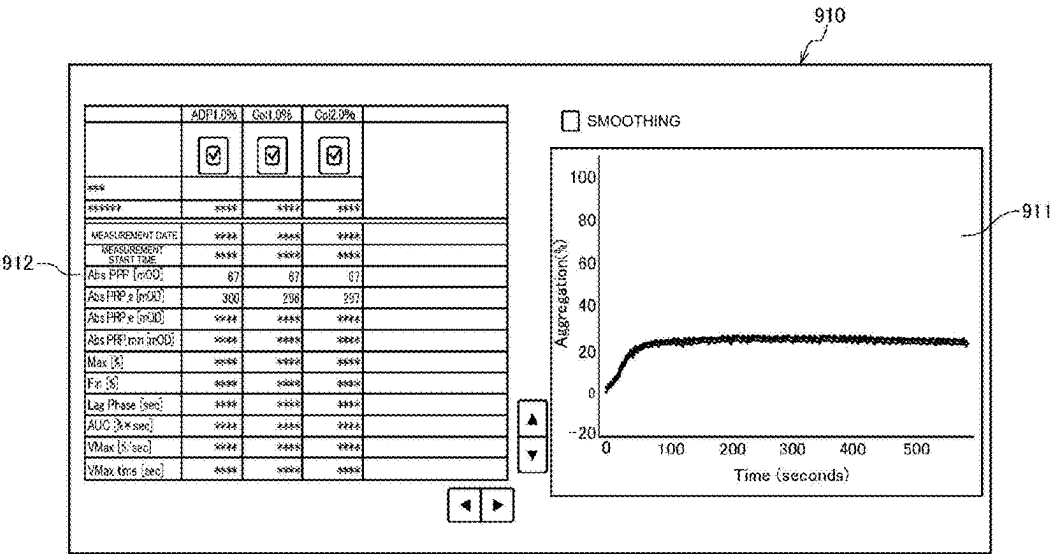 910
ADP1.0% Col1.0% Col2.0%
***
****** **** **** ****
MEASUREMENT DATE **** **** ****
MEASUREMENT
START TIME **** **** ****
Abs PPP [mOD] 67 67 67
Abs PRP,s [mOD] 300 296 297
Abs PRP,e [mOD] **** **** ****
Abs PRP,min [mOD] **** **** ****
Max [%] **** **** ****
Fin [%] **** **** ****
Lag Phase [sec] **** **** ****
AUC [%*sec] **** **** ****
VMax [%/sec] **** **** ****
VMax time [sec] **** **** ****
912
SMOOTHING
100
80
60
40
20
0
-20
Aggregation(%)
0 100 200 300 400 500
Time (seconds)
911